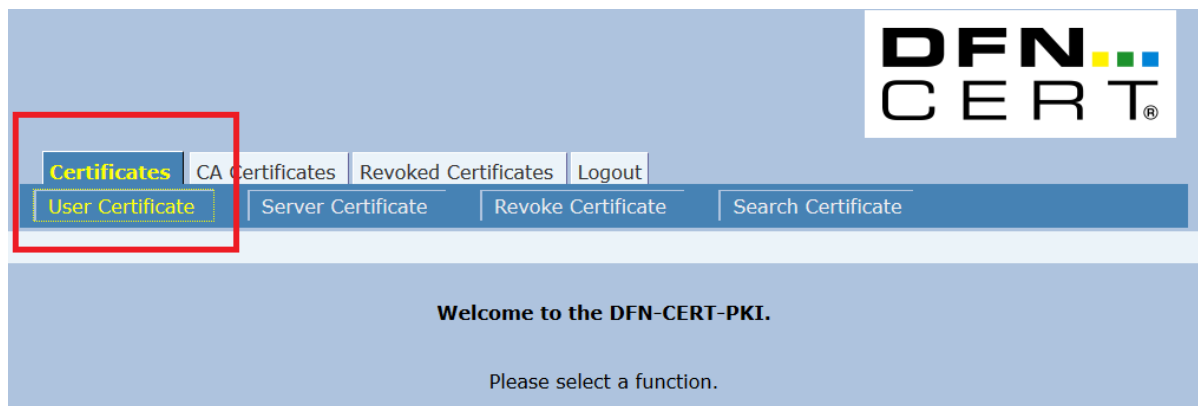 DFN
CERT®
Certificates CA Certificates Revoked Certificates Logout
User Certificate Server Certificate Revoke Certificate Search Certificate
Welcome to the DFN-CERT-PKI.
Please select a function.